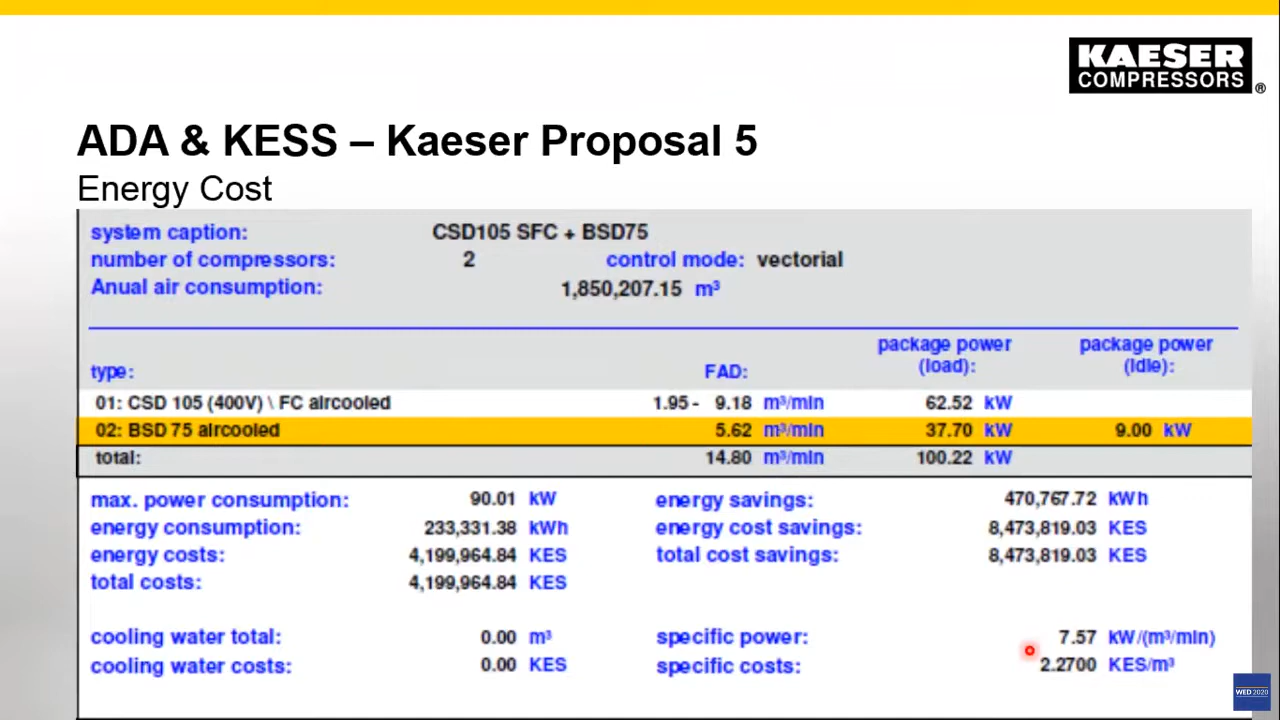 KAESER
COMPRESSORS®
ADA & KESS – Kaeser Proposal 5
Energy Cost
system caption: CSD105 SFC + BSD75
number of compressors: 2 control mode: vectorial
Anual air consumption: 1,850,207.15 m³
type: FAD: package power (load): package power (idle):
01: CSD 105 (400V) \ FC aircooled 1.95 - 9.18 m³/min 62.52 kW
02: BSD 75 aircooled 5.62 m³/min 37.70 kW 9.00 kW
total: 14.80 m³/min 100.22 kW
max. power consumption: 90.01 kW energy savings: 470,767.72 kWh
energy consumption: 233,331.38 kWh energy cost savings: 8,473,819.03 KES
energy costs: 4,199,964.84 KES total cost savings: 8,473,819.03 KES
total costs: 4,199,964.84 KES
cooling water total: 0.00 m³ specific power: 7.57 kW/(m³/min)
cooling water costs: 0.00 KES specific costs: 2.2700 KES/m³
WED 2020